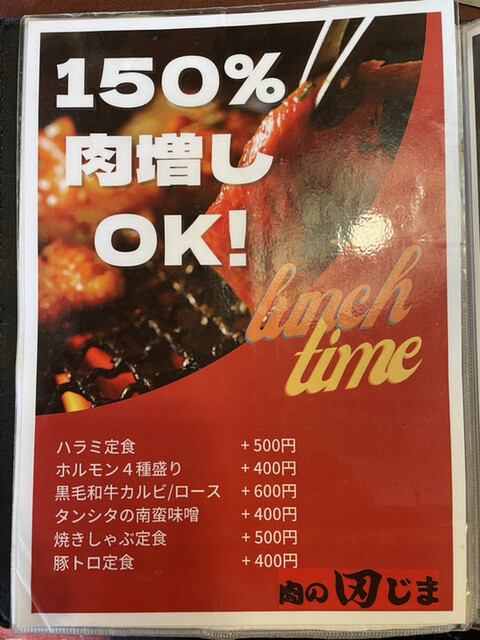 150%
肉増し
OK!
lunch
time
ハラミ定食 + 500円
ホルモン４種盛り + 400円
黒毛和牛カルビ/ロース + 600円
タンシタの南蛮味噌 + 400円
焼きしゃぶ定食 + 500円
豚トロ定食 + 400円
肉の田じま